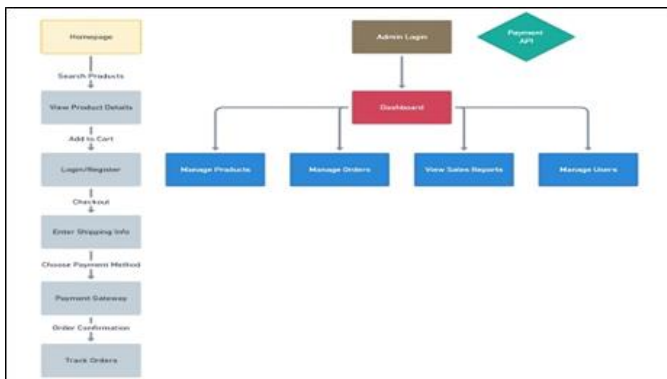 Homepage
Search Products
View Product Details
Add to Cart
Login/Register
Checkout
Enter Shipping Info
Choose Payment Method
Payment Gateway
Order Confirmation
Track Orders
Admin Login
Dashboard
Manage Products
Manage Orders
View Sales Reports
Manage Users
Payment
API